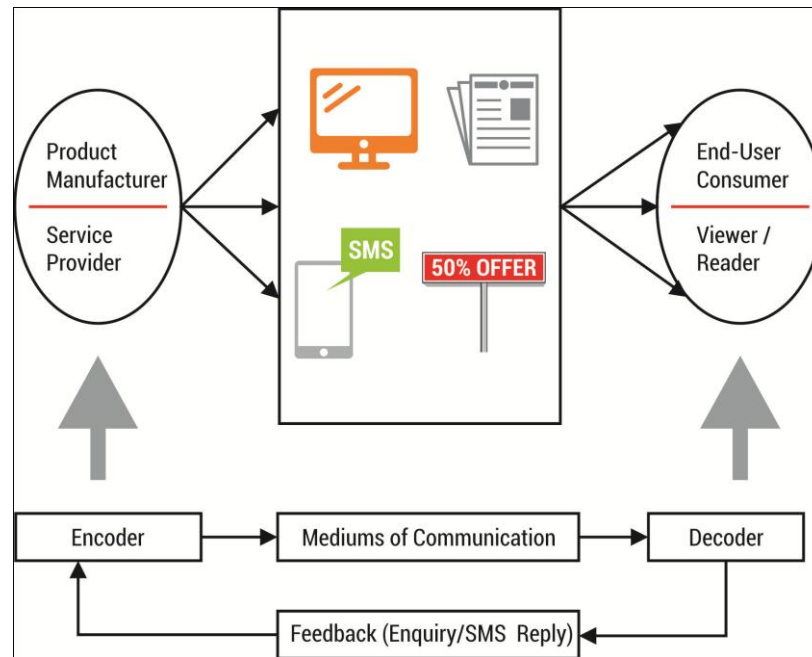 Product
Manufacturer
Service
Provider
SMS
50% OFFER
End-User
Consumer
Viewer /
Reader
Encoder
Mediums of Communication
Decoder
Feedback (Enquiry/SMS Reply)